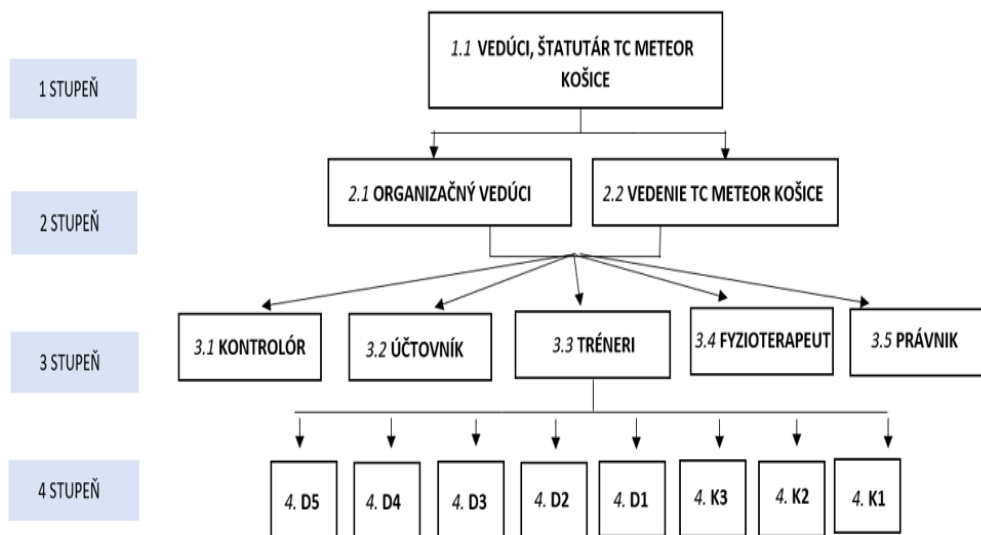 1.1 VEDÚCI, ŠTATUTÁR TC METEOR
KOŠICE
1 STUPEŇ
2.1 ORGANIZAČNÝ VEDÚCI
2.2 VEDENIE TC METEOR KOŠICE
2 STUPEŇ
3.1 KONTROLÓR
3.2 ÚČTOVNÍK
3.3 TRÉNERI
3.4 FYZIOTERAPEUT
3.5 PRÁVNIK
3 STUPEŇ
4 STUPEŇ
4. D5
4. D4
4. D3
4. D2
4. D1
4. K3
4. K2
4. K1